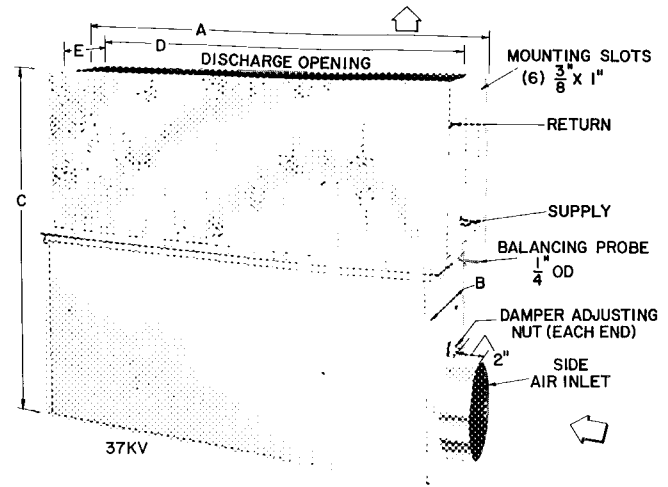 A
E
D
DISCHARGE OPENING
MOUNTING SLOTS
(6) 3/8" X 1"
RETURN
C
SUPPLY
BALANCING PROBE
1/4" OD
B
DAMPER ADJUSTING
NUT (EACH END)
2"
SIDE
AIR INLET
37KV